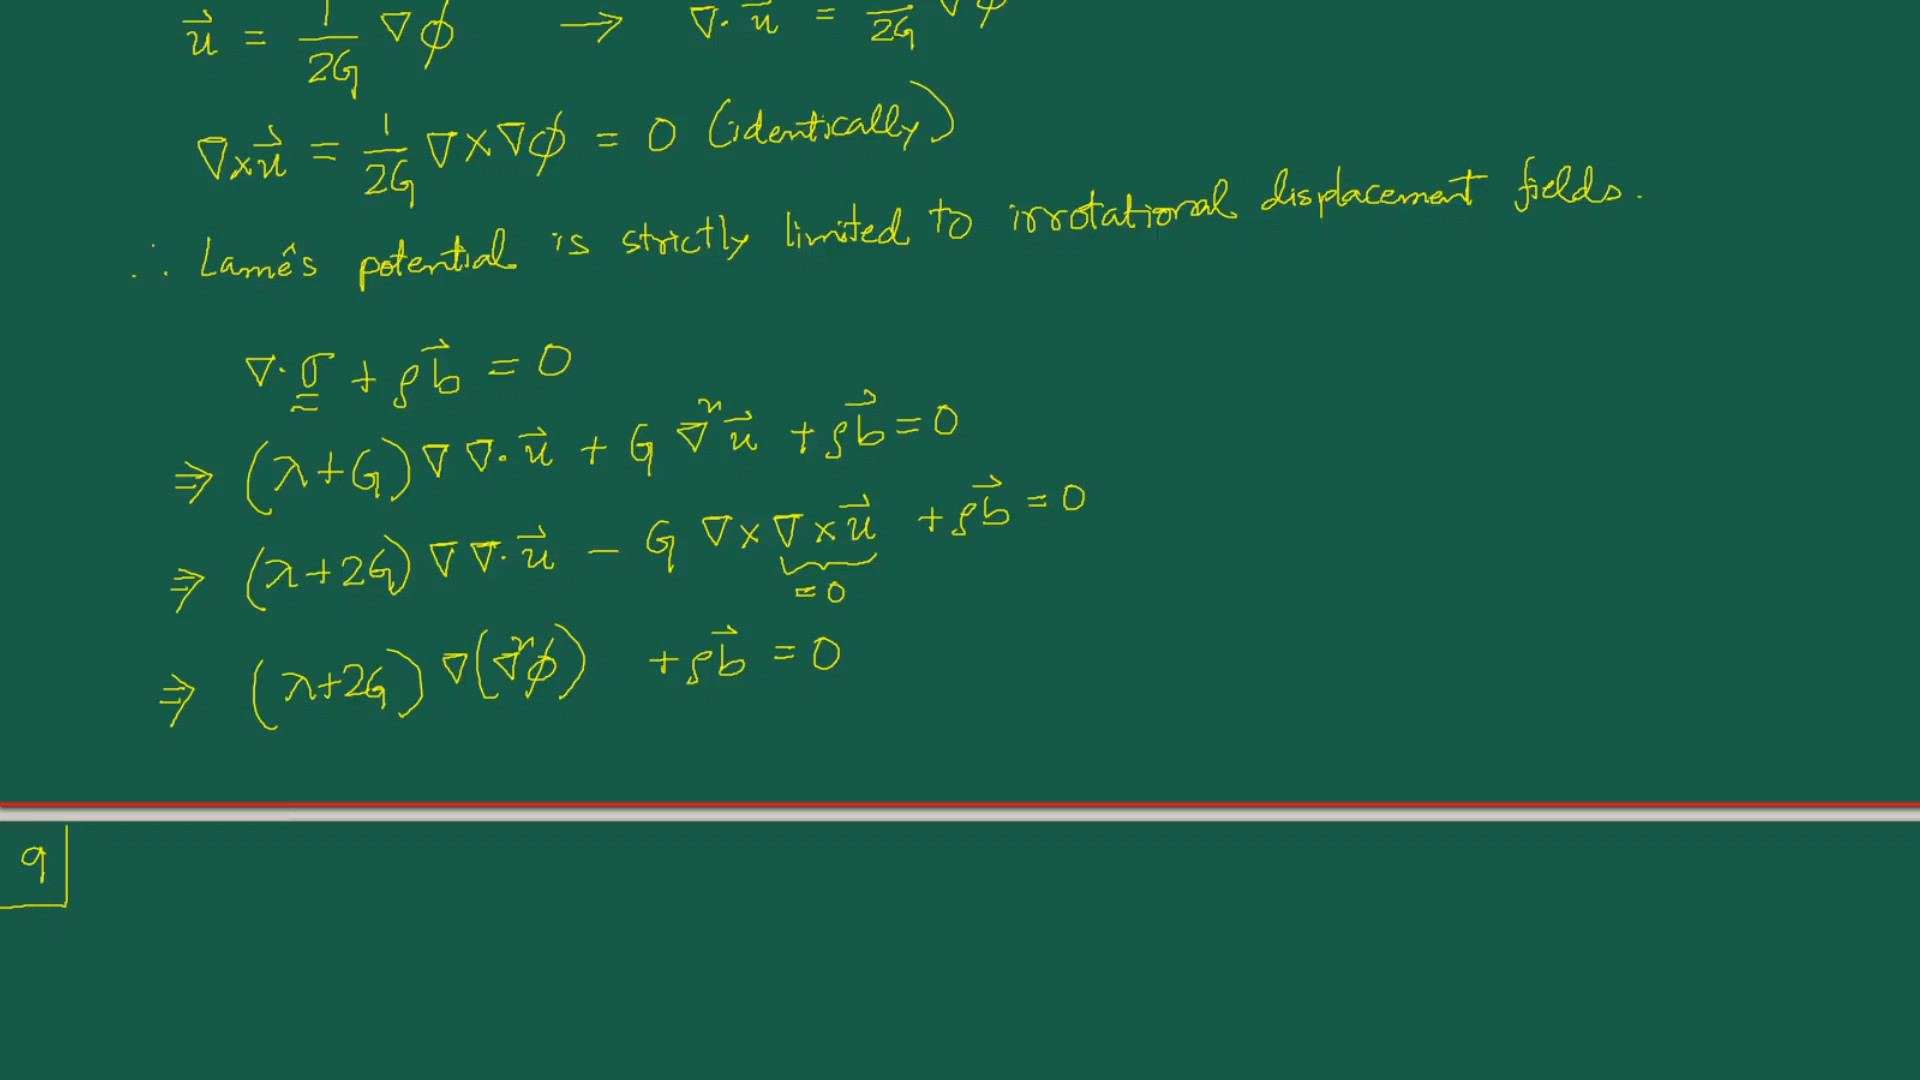 u⃗ = 1/2G ∇ϕ → ∇·u⃗ = 1/2G ∇²ϕ
∇×u⃗ = 1/2G ∇×∇ϕ = 0 (identically)
∴ Lamê's potential is strictly limited to irrotational displacement fields.
∇·σ + ρb⃗ = 0
⇒ (λ+G)∇∇·u⃗ + G∇²u⃗ + ρb⃗ = 0
⇒ (λ+2G)∇∇·u⃗ − G∇×∇×u⃗ + ρb⃗ = 0
= 0
⇒ (λ+2G)∇(∇²ϕ) + ρb⃗ = 0
9